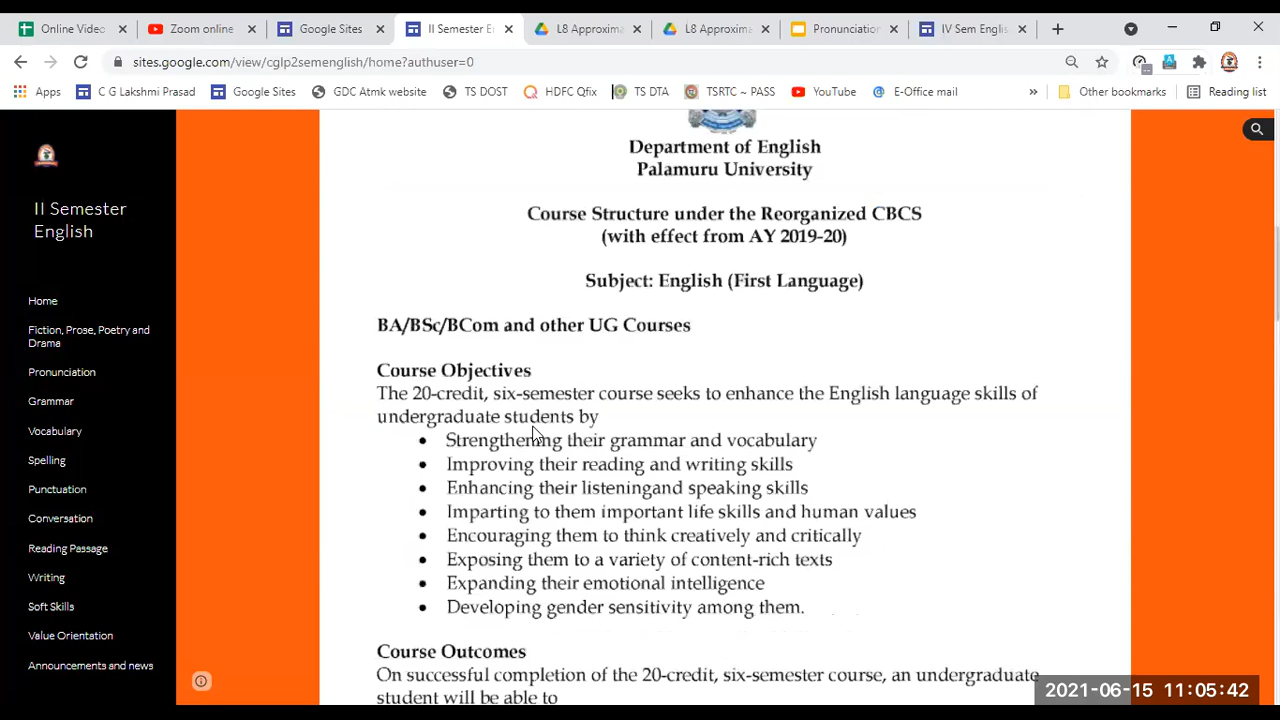 Online Video
Zoom online
Google Sites
II Semester E
L8 Approxima
L8 Approxima
Pronunciation
IV Sem Englis
sites.google.com/view/cglp2semenglish/home?authuser=0
Apps
C G Lakshmi Prasad
Google Sites
GDC Atmk website
TS DOST
HDFC Qfix
TS DTA
TSRTC ~ PASS
YouTube
E-Office mail
»
Other bookmarks
Reading list
II Semester
English
Home
Fiction, Prose, Poetry and
Drama
Pronunciation
Grammar
Vocabulary
Spelling
Punctuation
Conversation
Reading Passage
Writing
Soft Skills
Value Orientation
Announcements and news
Department of English
Palamuru University
Course Structure under the Reorganized CBCS
(with effect from AY 2019-20)
Subject: English (First Language)
BA/BSc/BCom and other UG Courses
Course Objectives
The 20-credit, six-semester course seeks to enhance the English language skills of
undergraduate students by
• Strengthening their grammar and vocabulary
• Improving their reading and writing skills
• Enhancing their listeningand speaking skills
• Imparting to them important life skills and human values
• Encouraging them to think creatively and critically
• Exposing them to a variety of content-rich texts
• Expanding their emotional intelligence
• Developing gender sensitivity among them.
Course Outcomes
On successful completion of the 20-credit, six-semester course, an undergraduate
student will be able to
2021-06-15 11:05:42